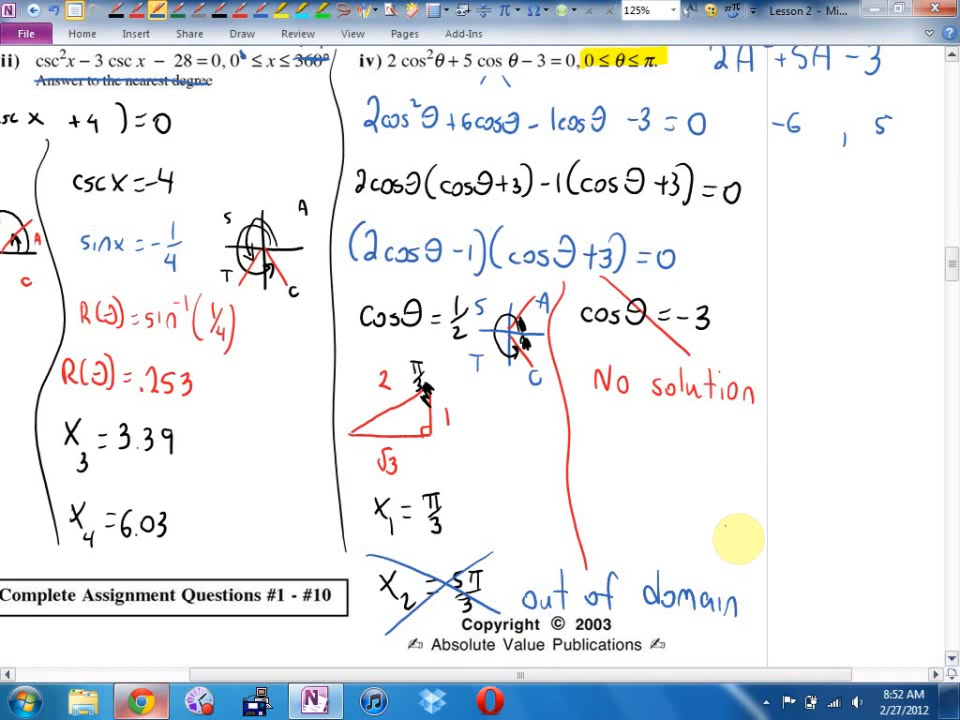 125%
Lesson 2 - Mi...
File Home Insert Share Draw Review View Pages Add-Ins
ii) csc²x − 3 csc x − 28 = 0, 0° ≤ x ≤ 360°
Answer to the nearest degree
sc x + 4 ) = 0
csc x = -4
sin x = -1/4
S A
T C
A
C
R(θ) = sin⁻¹(1/4)
R(θ) = .253
x₃ = 3.39
x₄ = 6.03
Complete Assignment Questions #1 - #10
iv) 2 cos²θ + 5 cos θ − 3 = 0, 0 ≤ θ ≤ π.
2cos²θ + 6cosθ - 1cosθ - 3 = 0
2cosθ(cosθ+3) - 1(cosθ+3) = 0
(2cosθ - 1)(cosθ + 3) = 0
cosθ = 1/2
S A
T C
2 π/3 1
√3
x₁ = π/3
x₂ = 5π/3 out of domain
cosθ = -3
No solution
2A² + 5A - 3
-6 , 5
Copyright © 2003
Absolute Value Publications
8:52 AM
2/27/2012